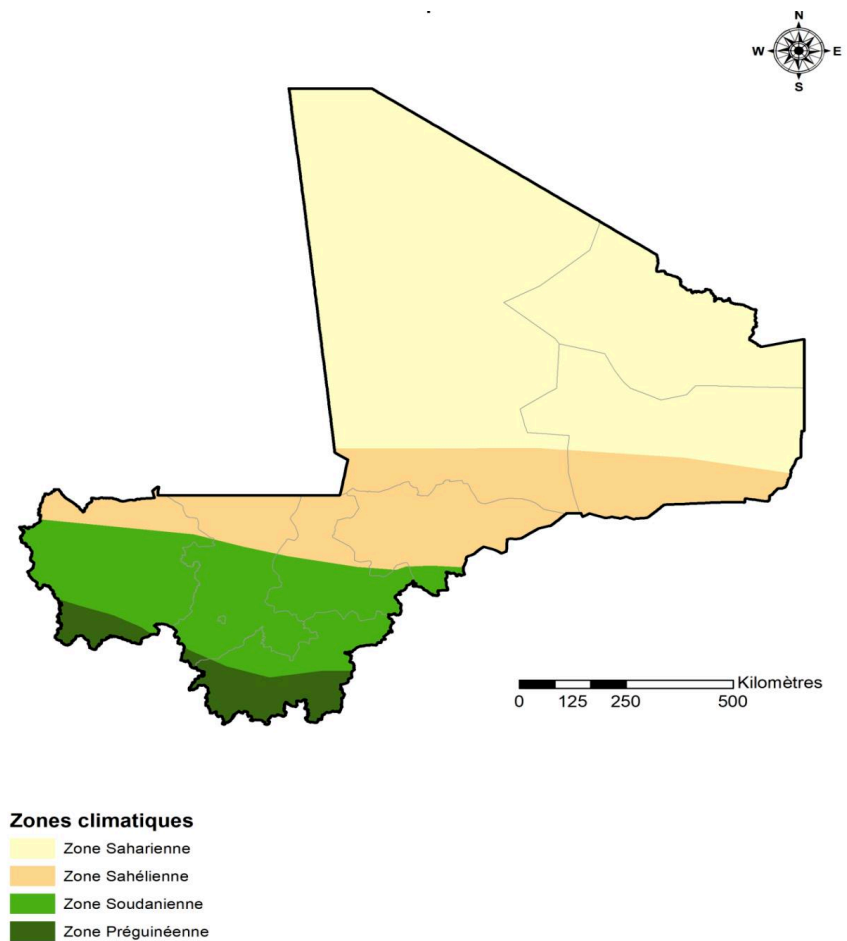 N
W E
S
Kilomètres
0 125 250 500
Zones climatiques
Zone Saharienne
Zone Sahélienne
Zone Soudanienne
Zone Préguinéenne